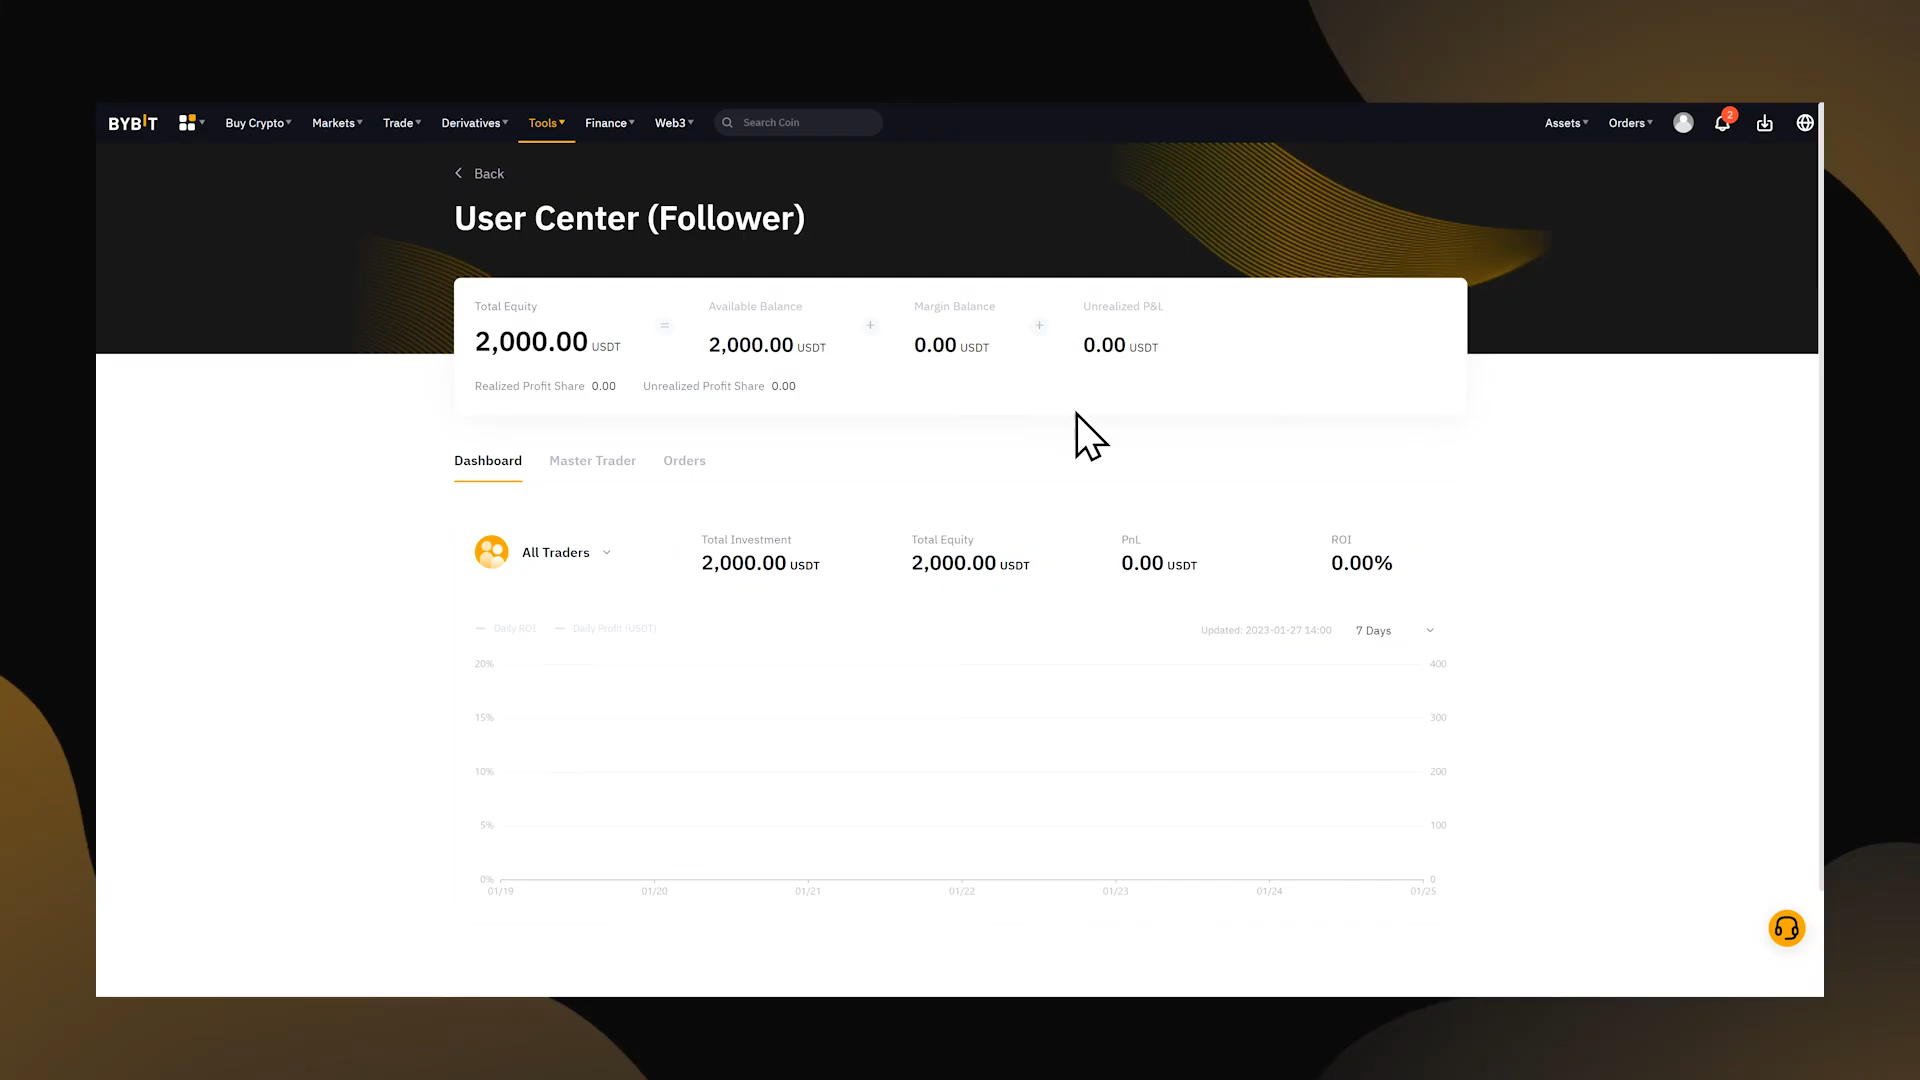 BYBIT Buy Crypto Markets Trade Derivatives Tools Finance Web3 Search Coin Assets Orders 2
Back
User Center (Follower)
Total Equity Available Balance Margin Balance Unrealized P&L
2,000.00 USDT = 2,000.00 USDT + 0.00 USDT + 0.00 USDT
Realized Profit Share 0.00 Unrealized Profit Share 0.00
Dashboard Master Trader Orders
All Traders
Total Investment Total Equity PnL ROI
2,000.00 USDT 2,000.00 USDT 0.00 USDT 0.00%
Daily ROI Daily Profit (USDT) Updated: 2023-01-27 14:00 7 Days
20% 400
15% 300
10% 200
5% 100
0% 0
01/19 01/20 01/21 01/22 01/23 01/24 01/25